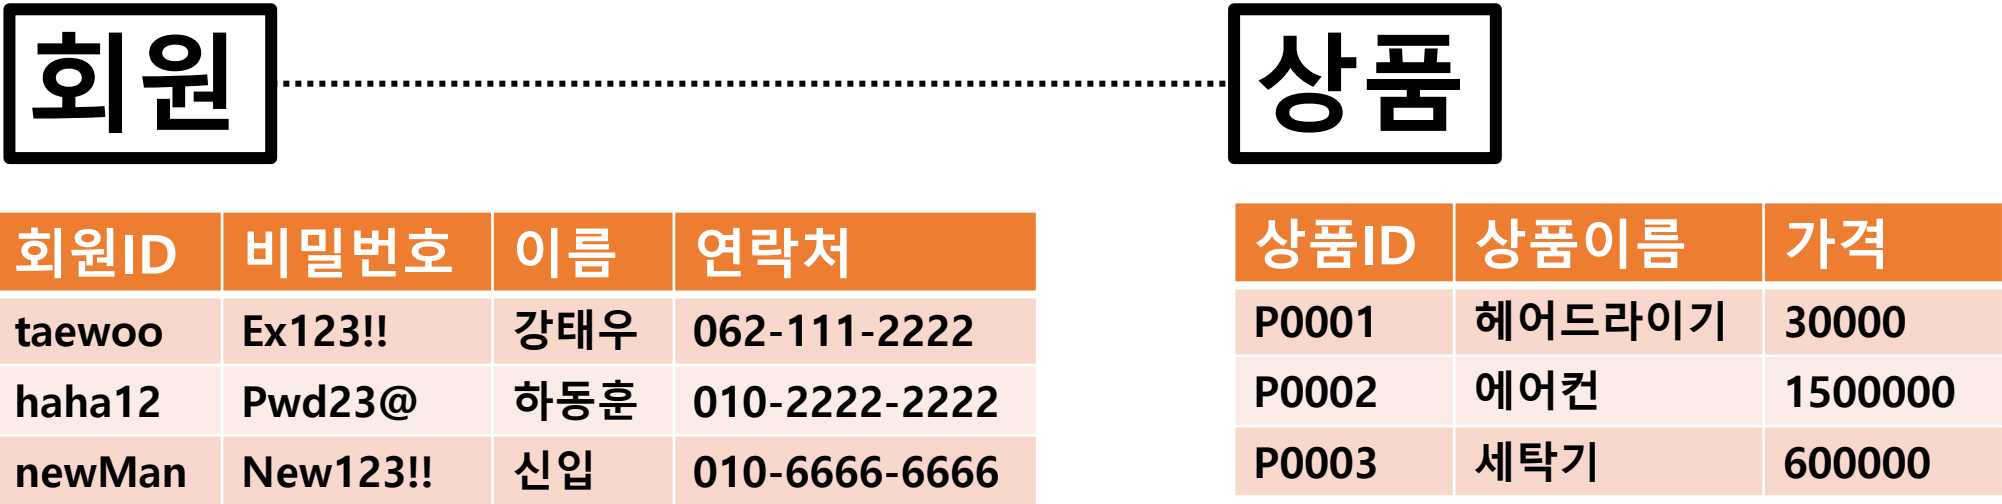 회원
상품
회원ID 비밀번호 이름 연락처
taewoo Ex123!! 강태우 062-111-2222
haha12 Pwd23@ 하동훈 010-2222-2222
newMan New123!! 신입 010-6666-6666
상품ID 상품이름 가격
P0001 헤어드라이기 30000
P0002 에어컨 1500000
P0003 세탁기 600000